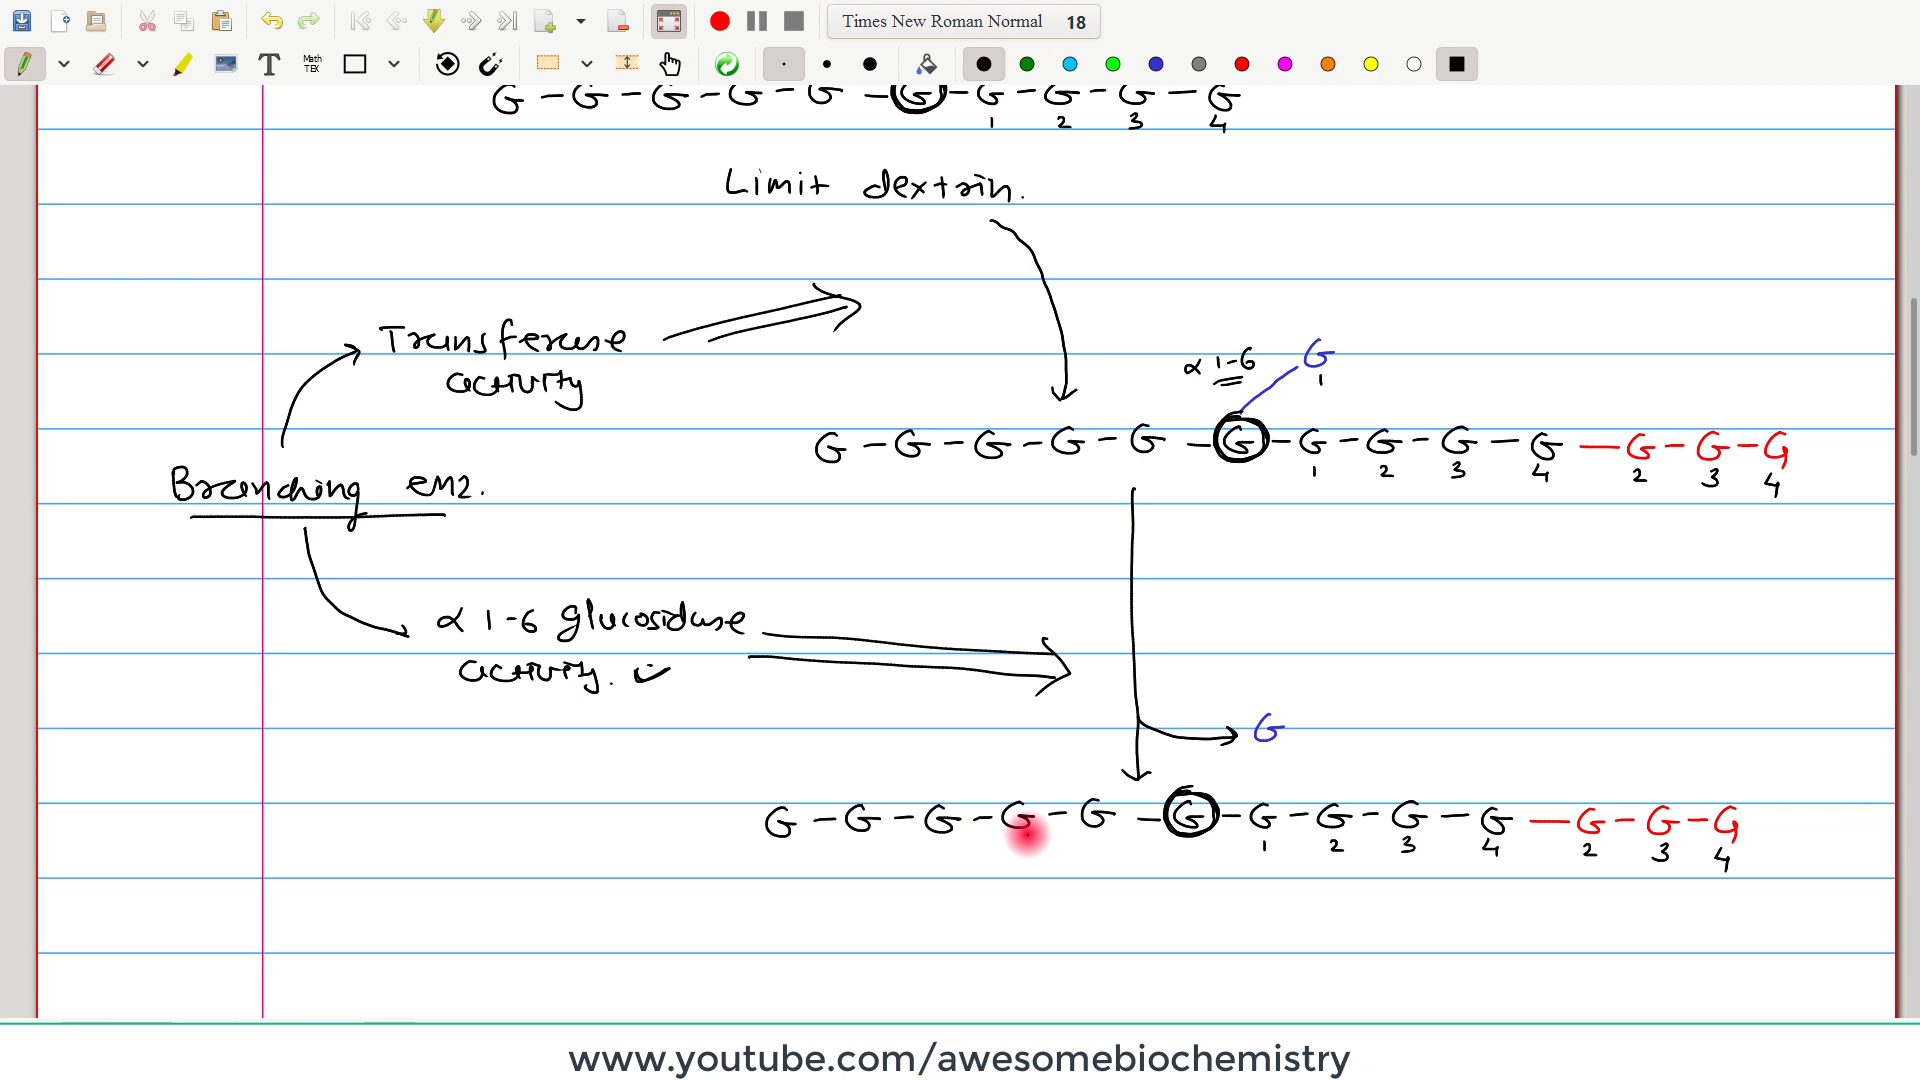 Times New Roman Normal 18
Math
TEX
G – G – G – G – G – G – G – G – G – G
1 2 3 4
Limit dextrin.
Transferase
activity
α 1-6
G
1
G – G – G – G – G – G – G – G – G – G – G – G – G
1 2 3 4 2 3 4
Branching enz.
α 1-6 glucosidase
activity.
G
G – G – G – G – G – G – G – G – G – G – G – G – G
1 2 3 4 2 3 4
www.youtube.com/awesomebiochemistry